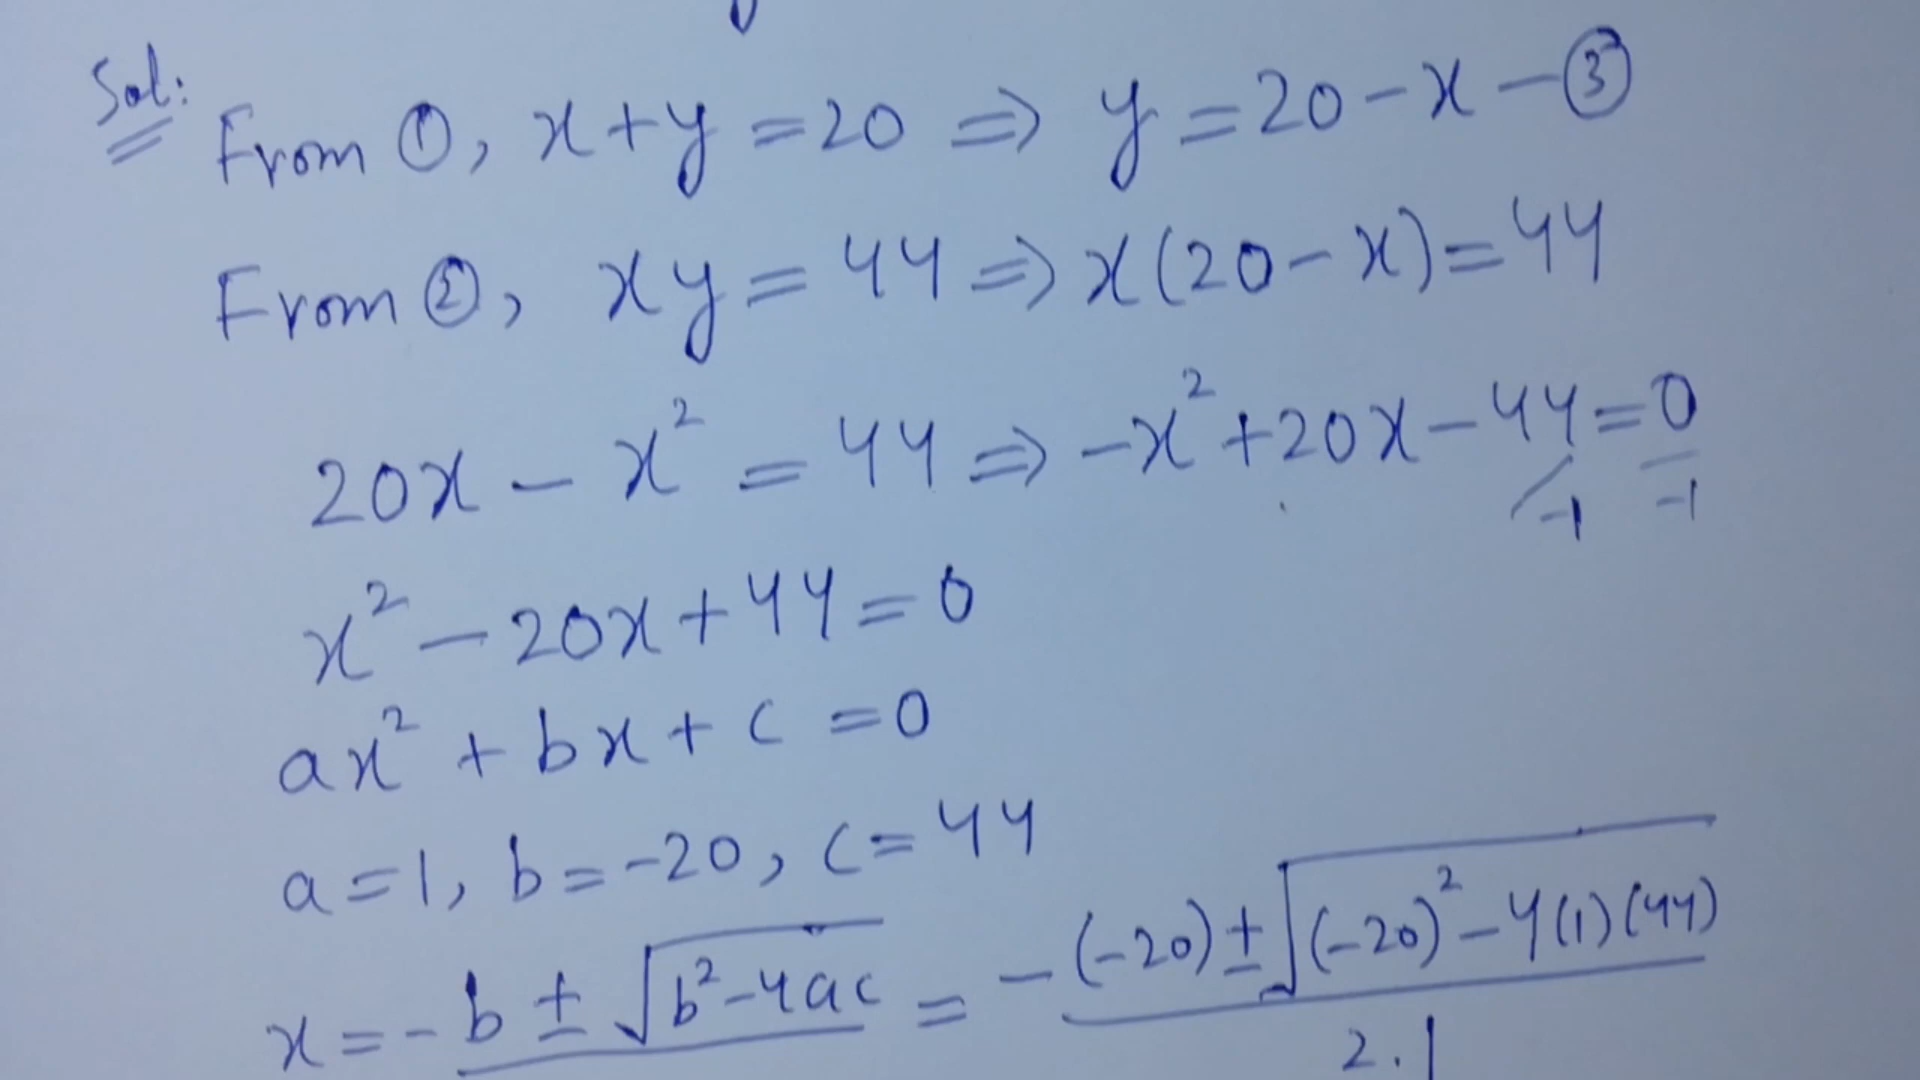 Sol:
From ①, x+y=20 ⇒ y=20-x-③
From ②, xy=44 ⇒ x(20-x)=44
20x-x²=44 ⇒ -x²+20x-44=0
/-1 -1
x²-20x+44=0
ax²+bx+c=0
a=1, b=-20, c=44
x=-b±√b²-4ac = -(-20)±√(-20)²-4(1)(44)
2.1